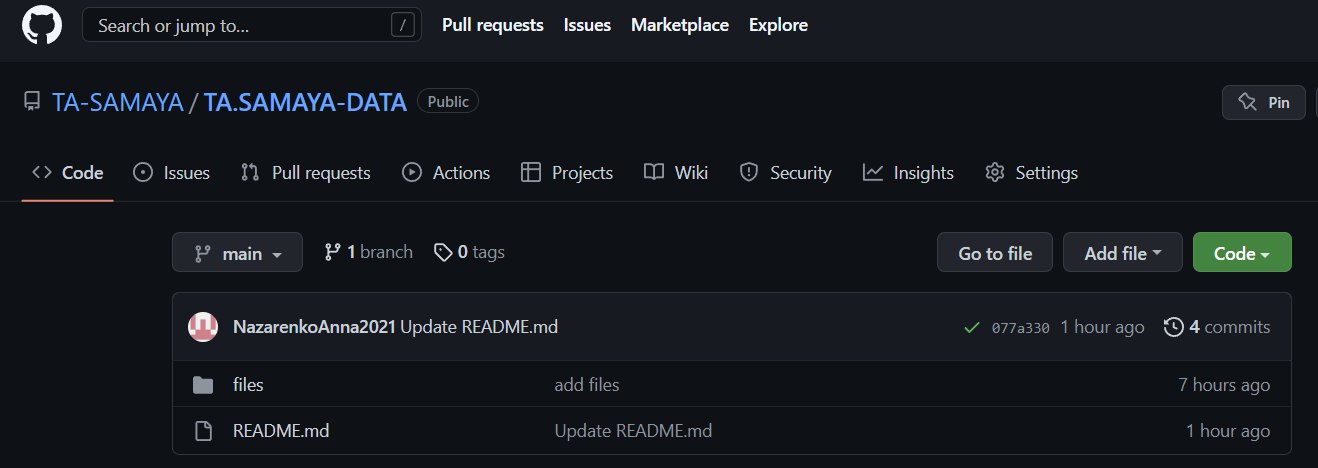 Search or jump to... / Pull requests Issues Marketplace Explore
TA-SAMAYA / TA.SAMAYA-DATA Public Pin
Code Issues Pull requests Actions Projects Wiki Security Insights Settings
main 1 branch 0 tags Go to file Add file Code
NazarenkoAnna2021 Update README.md 077a330 1 hour ago 4 commits
files add files 7 hours ago
README.md Update README.md 1 hour ago